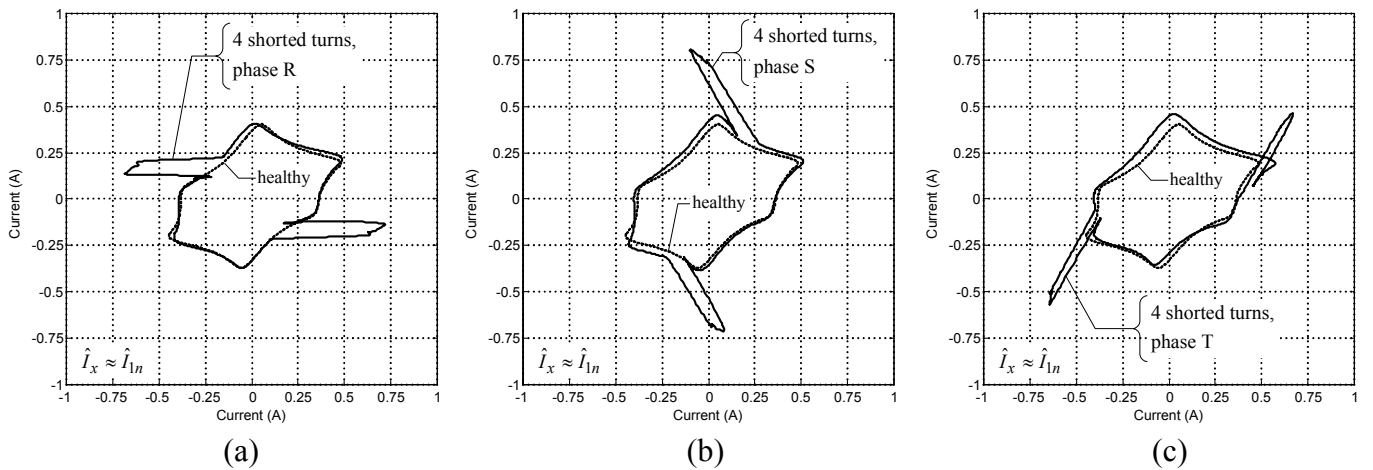 1
0.75
0.5
0.25
0
-0.25
-0.5
-0.75
-1
Current (A)
4 shorted turns,
phase R
healthy
Î_x ≈ Î_1n
-1 -0.75 -0.5 -0.25 0 0.25 0.5 0.75 1
Current (A)
(a)
1
0.75
0.5
0.25
0
-0.25
-0.5
-0.75
-1
Current (A)
4 shorted turns,
phase S
healthy
Î_x ≈ Î_1n
-1 -0.75 -0.5 -0.25 0 0.25 0.5 0.75 1
Current (A)
(b)
1
0.75
0.5
0.25
0
-0.25
-0.5
-0.75
-1
Current (A)
healthy
4 shorted turns,
phase T
Î_x ≈ Î_1n
-1 -0.75 -0.5 -0.25 0 0.25 0.5 0.75 1
Current (A)
(c)